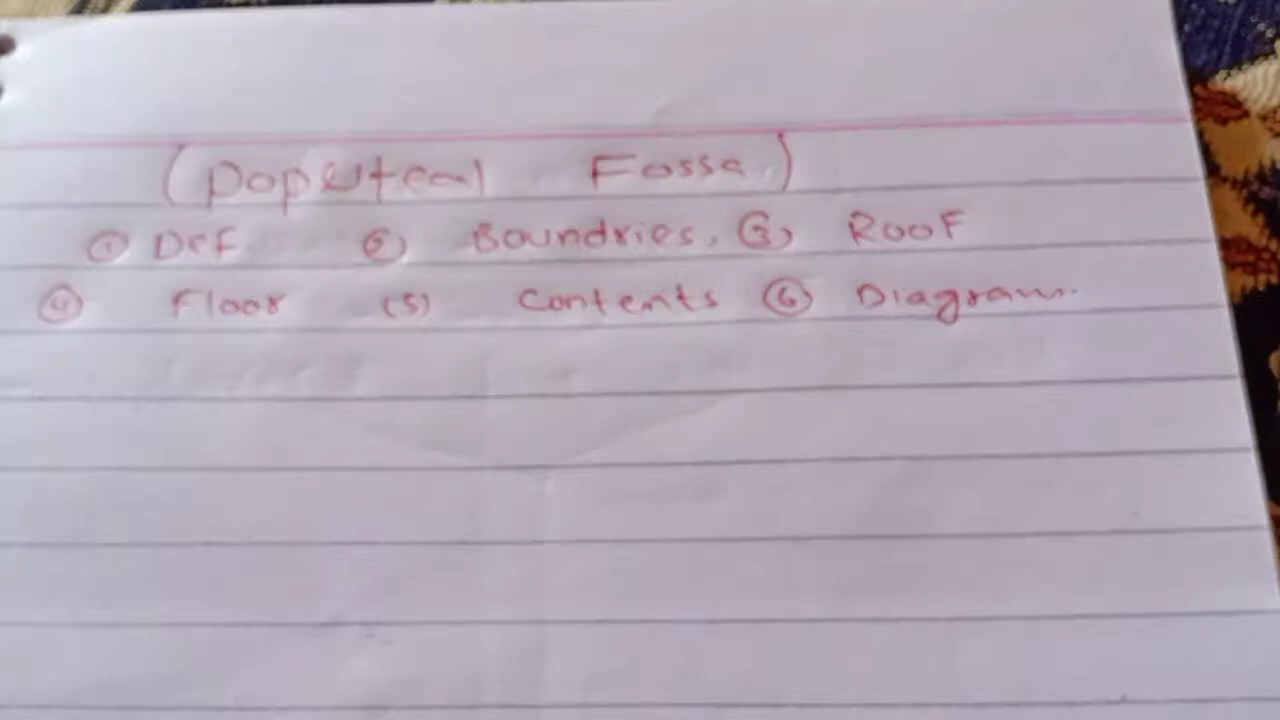 (Popliteal Fossa)
① Def ② Boundries, ③ Roof
④ Floor (5) Contents ⑥ Diagram.